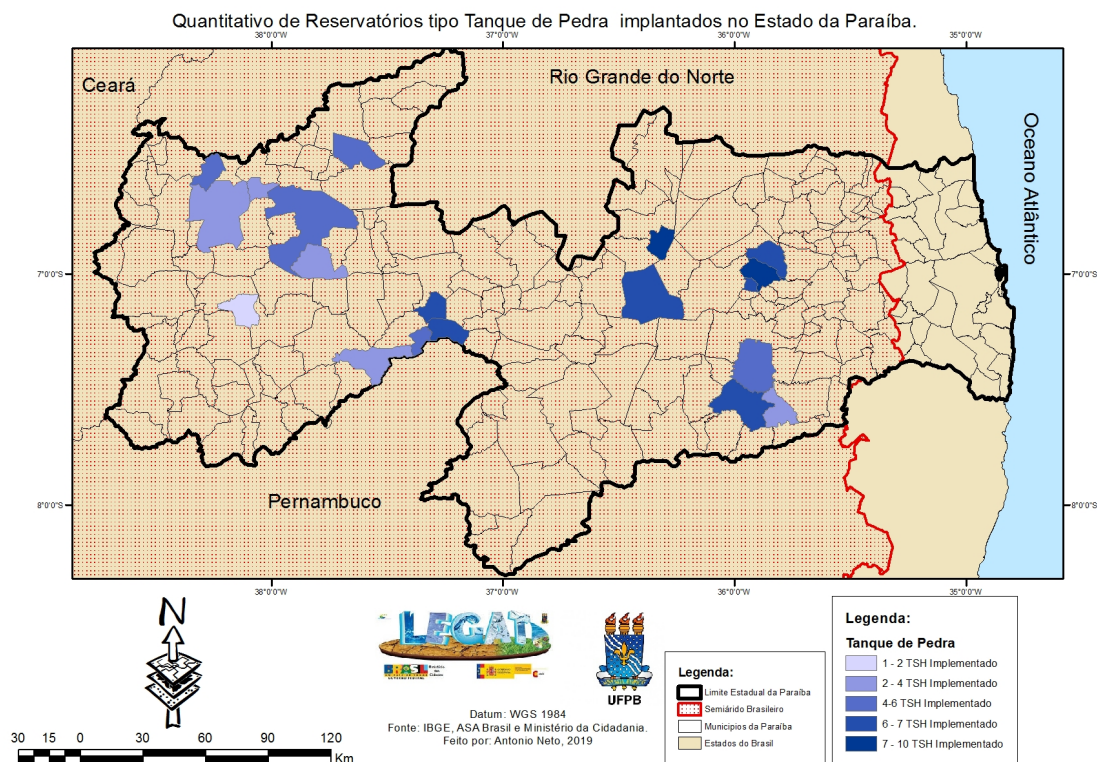 Quantitativo de Reservatórios tipo Tanque de Pedra implantados no Estado da Paraíba.
38°0'0"S 37°0'0"W 36°0'0"W 35°0'0"W
Ceará
Rio Grande do Norte
Oceano Atlântico
7°0'0"S
7°0'0"S
Pernambuco
8°0'0"S
8°0'0"S
38°0'0"W 37°0'0"W 36°0'0"W 35°0'0"W
N
LEGAT
BRASIL
UFPB
Datum: WGS 1984
Fonte: IBGE, ASA Brasil e Ministério da Cidadania.
Feito por: Antonio Neto, 2019
30 15 0 30 60 90 120
Km
Legenda:
Limite Estadual da Paraíba
Semiárido Brasileiro
Municipios da Paraíba
Estados do Brasil
Legenda:
Tanque de Pedra
1 - 2 TSH Implementado
2 - 4 TSH Implementado
4-6 TSH Implementado
6 - 7 TSH Implementado
7 - 10 TSH Implementado